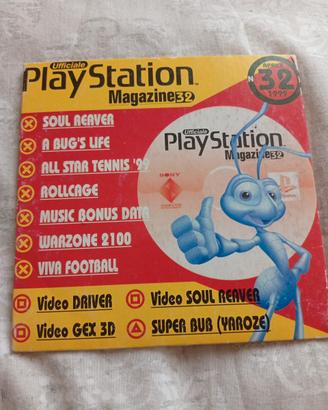 Ufficiale
PlayStation
Magazine 32
N 32
1999
SOUL REAVER
A BUG'S LIFE
ALL STAR TENNIS '99
ROLLCAGE
MUSIC BONUS DATA
WARZONE 2100
VIVA FOOTBALL
Ufficiale
PlayStation
Magazine 32
SONY
Video DRIVER
Video SOUL REAVER
Video GEX 3D
SUPER BUB (YAROZE)